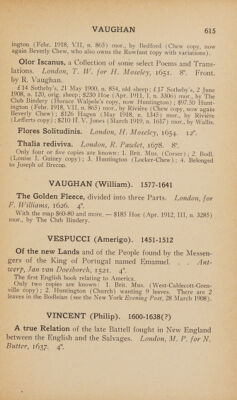 VAUGHAN 615
ington (Febr. 1918, VII, n. 865) mor., by Bedford (Chew copy, now
again Beverly Chew, who also owns the Rowfant copy with variations).
Olor Iscanus, a Collection of some select Poems and Trans-
lations. London, T. W. for H. Moseley, 1651. 8°. Front.
by R. Vaughan.
£14 Sotheby's, 21 May 1900, n. 854, old sheep; £17 Sotheby's, 2 June
1908, n. 120, orig. sheep; $230 Hoe (Apr. 1911, I, n. 3306) mor., by The
Club Bindery (Horace Walpole's copy, now Huntington); $97.50 Hunt-
ington (Febr. 1918, VII, n. 865) mor., by Rivière (Chew copy, now again
Beverly Chew); $126 Hagen (May 1918, n. 1345) mor., by Rivière
(Lefferts copy); $210 H. V. Jones (March 1919, n. 1637) mor., by Wallis.
Flores Solitudinis. London, H. Moseley, 1654. 12°.
Thalia rediviva. London, R. Pawlet, 1678. 8°.
Only four or five copies are known: 1. Brit. Mus. (Corser); 2. Bodl.
(Louise I. Guiney copy); 3. Huntington (Locker-Chew); 4. Belonged
to Joseph of Brecon.
VAUGHAN (William). 1577-1641
The Golden Fleece, divided into three Parts. London, for
F. Williams, 1626. 4°.
With the map $60-80 and more. — $185 Hoe (Apr. 1912, III, n. 3285)
mor., by The Club Bindery.
VESPUCCI (Amerigo). 1451-1512
Of the new Lands and of the People found by the Messen-
gers of the King of Portugal named Emanuel. . . Ant-
werp, Jan van Doesborch, 1521. 4°.
The first English book relating to America.
Only two copies are known: 1. Brit. Mus. (West-Caldecott-Gren-
ville copy); 2. Huntington (Church) wanting 9 leaves. There are 2
leaves in the Bodleian (see the New York Evening Post, 28 March 1908).
VINCENT (Philip). 1600-1638(?)
A true Relation of the late Battell fought in New England
between the English and the Salvages. London, M. P. for N.
Butter, 1637. 4°.